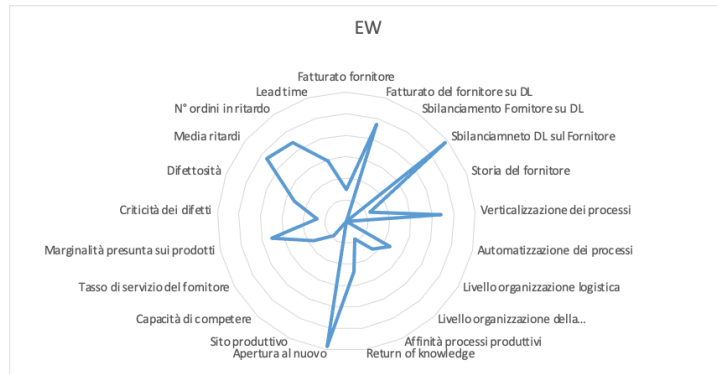 EW
Fatturato fornitore
Fatturato del fornitore su DL
Sbilanciamento Fornitore su DL
Sbilanciamneto DL sul Fornitore
Storia del fornitore
Verticalizzazione dei processi
Automatizzazione dei processi
Livello organizzazione logistica
Livello organizzazione della...
Affinità processi produttivi
Return of knowledge
Apertura al nuovo
Sito produttivo
Capacità di competere
Tasso di servizio del fornitore
Marginalità presunta sui prodotti
Criticità dei difetti
Difettosità
Media ritardi
N° ordini in ritardo
Lead time